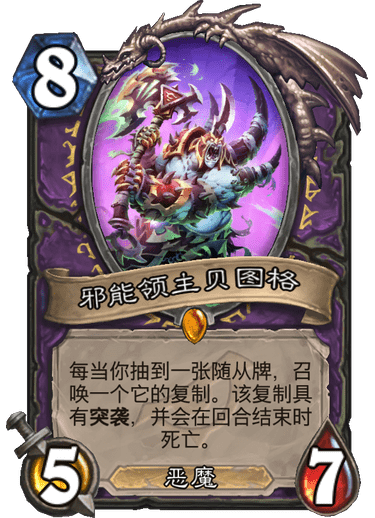 8
邪能领主贝图格
每当你抽到一张随从牌，召
唤一个它的复制。该复制具
有突袭，并会在回合结束时
死亡。
5
恶魔
7